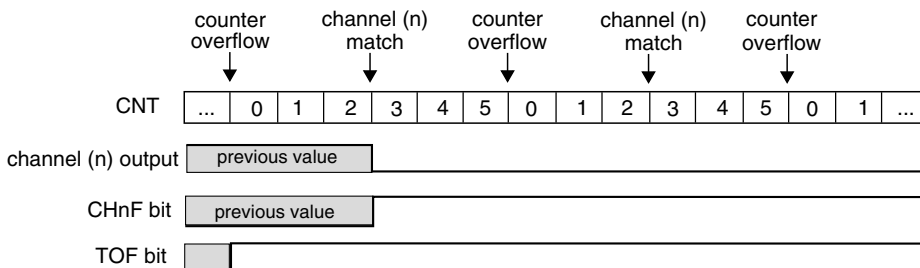 counter overflow channel (n) match counter overflow channel (n) match counter overflow
CNT ... 0 1 2 3 4 5 0 1 2 3 4 5 0 1 ...
channel (n) output previous value
CHnF bit previous value
TOF bit